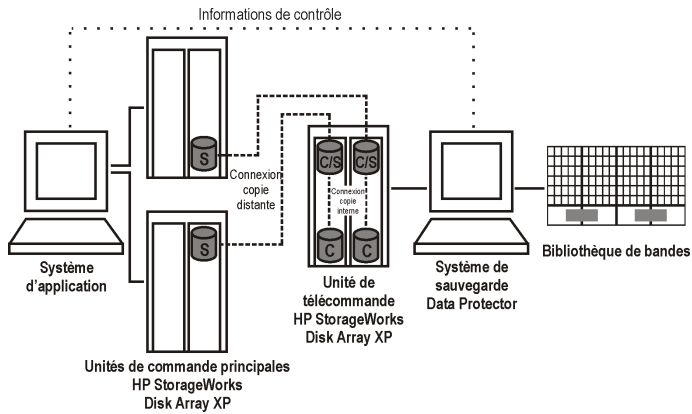 Informations de contrôle
S
Connexion
copie
distante
S
C/S
C/S
Connexion
copie
interne
C
C
Système
d'application
Unités de commande principales
HP StorageWorks
Disk Array XP
Unité de
télécommande
HP StorageWorks
Disk Array XP
Système de
sauvegarde
Data Protector
Bibliothèque de bandes